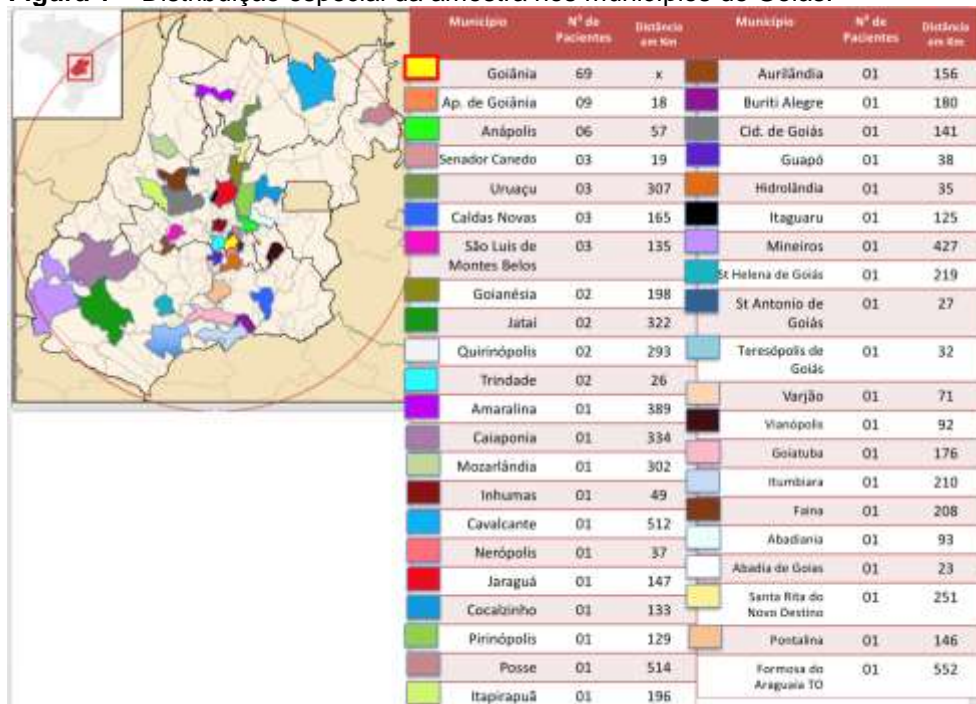 Figura 1 – Distribuição especial da amostra nos municípios de Goiás.
Município Nº de Pacientes Distância em Km
Goiânia 69 x
Ap. de Goiânia 09 18
Anápolis 06 57
Senador Canedo 03 19
Uruaçu 03 307
Caldas Novas 03 165
São Luis de Montes Belos 03 135
Goianésia 02 198
Jataí 02 322
Quirinópolis 02 293
Trindade 02 26
Amaralina 01 389
Caiaponia 01 334
Mozarlândia 01 302
Inhumas 01 49
Cavalcante 01 512
Nerópolis 01 37
Jaraguá 01 147
Cocalzinho 01 133
Pirinópolis 01 129
Posse 01 514
Itapirapuã 01 196
Município Nº de Pacientes Distância em Km
Aurilândia 01 156
Buriti Alegre 01 180
Cid. de Goiás 01 141
Guapó 01 38
Hidrolândia 01 35
Itaguaru 01 125
Mineiros 01 427
St Helena de Goiás 01 219
St Antonio de Goiás 01 27
Teresópolis de Goiás 01 32
Varjão 01 71
Vianópolis 01 92
Goiatuba 01 176
Itumbiara 01 210
Faina 01 208
Abadiania 01 93
Abadia de Goias 01 23
Santa Rita do Novo Destino 01 251
Pontalina 01 146
Formosa do Araguaia TO 01 552